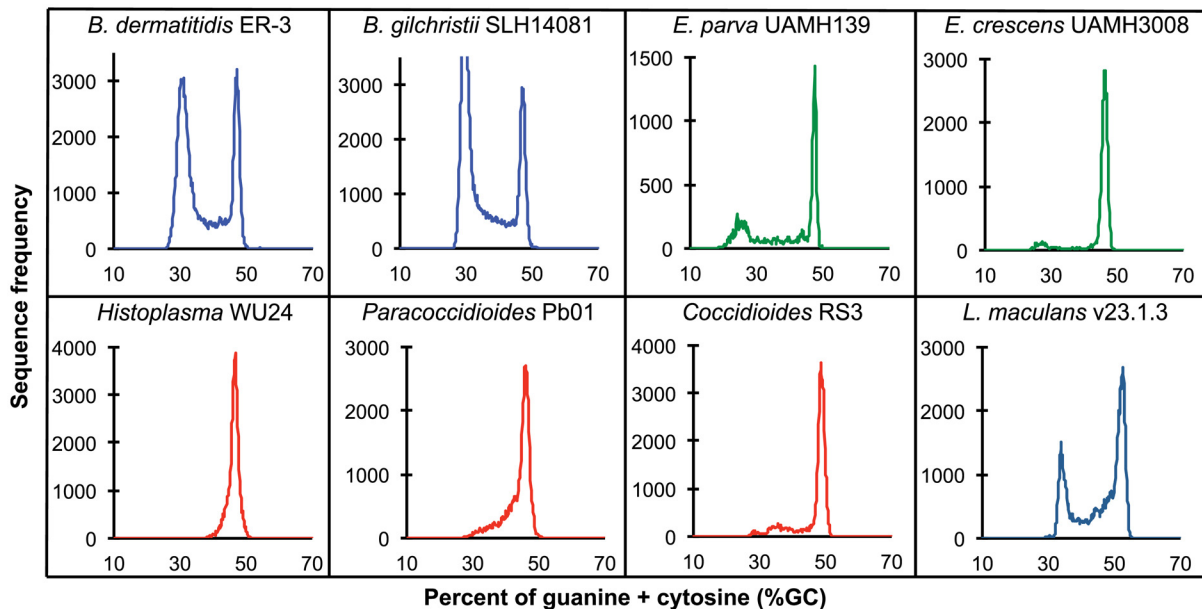 B. dermatitidis ER-3
B. gilchristii SLH14081
E. parva UAMH139
E. crescens UAMH3008
3000
2000
1000
0
10 30 50 70
3000
2000
1000
0
10 30 50 70
1500
1000
500
0
10 30 50 70
3000
2000
1000
0
10 30 50 70
Sequence frequency
Histoplasma WU24
Paracoccidioides Pb01
Coccidioides RS3
L. maculans v23.1.3
4000
3000
2000
1000
0
10 30 50 70
3000
2000
1000
0
10 30 50 70
4000
3000
2000
1000
0
10 30 50 70
3000
2000
1000
0
10 30 50 70
Percent of guanine + cytosine (%GC)